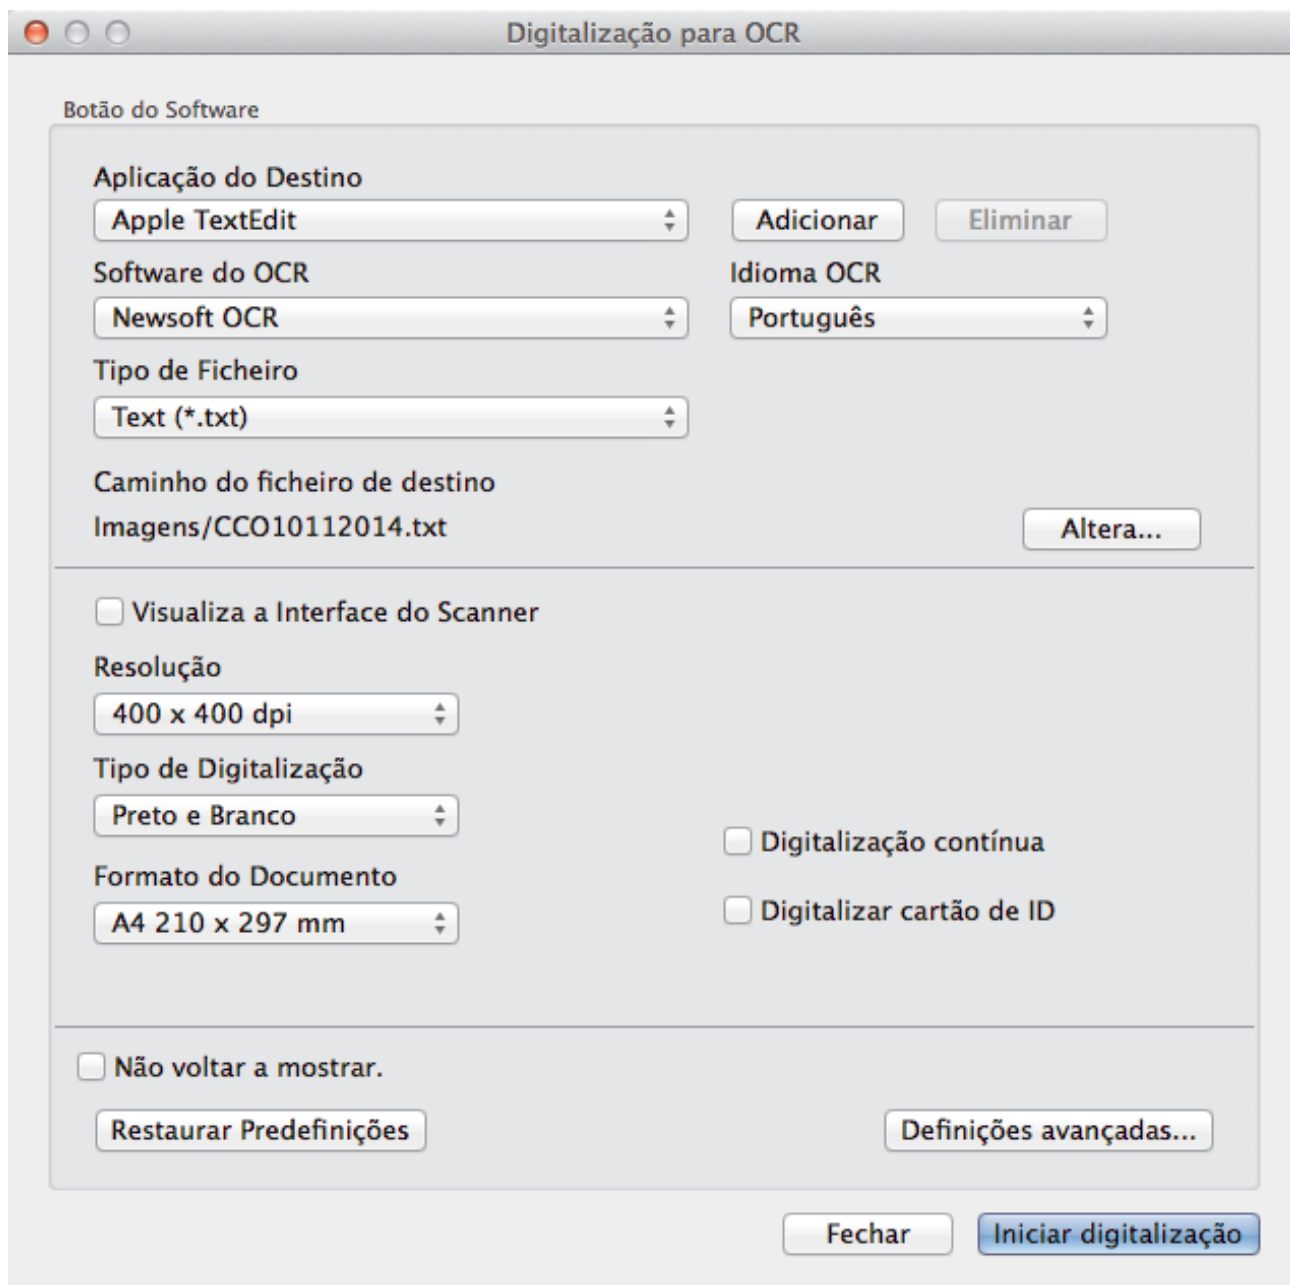 Digitalização para OCR
Botão do Software
Aplicação do Destino
Apple TextEdit Adicionar Eliminar
Software do OCR Idioma OCR
Newsoft OCR Português
Tipo de Ficheiro
Text (*.txt)
Caminho do ficheiro de destino
Imagens/CCO10112014.txt Altera...
Visualiza a Interface do Scanner
Resolução
400 x 400 dpi
Tipo de Digitalização
Preto e Branco
Digitalização contínua
Formato do Documento
A4 210 x 297 mm Digitalizar cartão de ID
Não voltar a mostrar.
Restaurar Predefinições Definições avançadas...
Fechar Iniciar digitalização